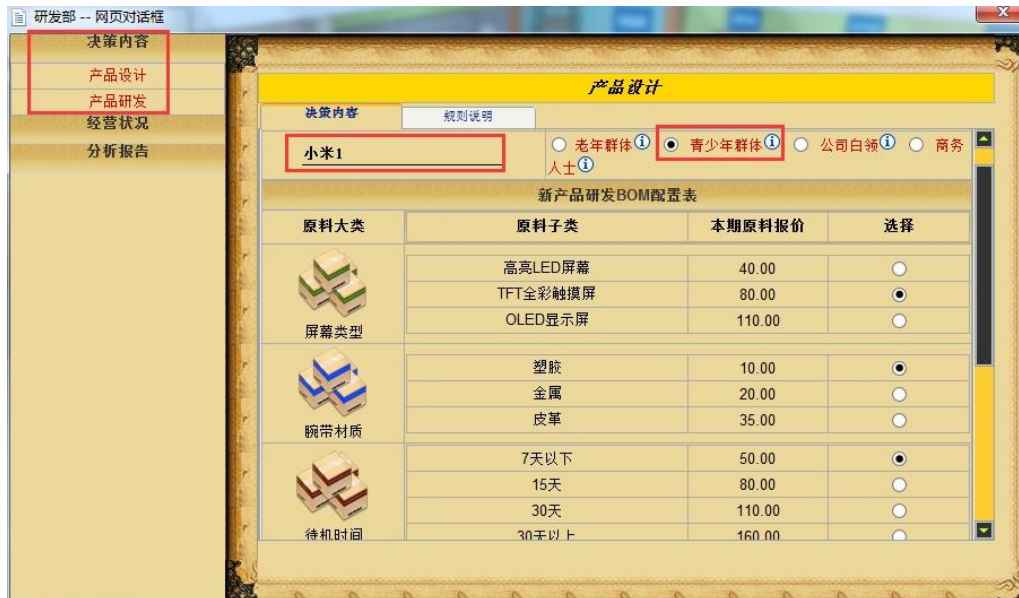 研发部 -- 网页对话框
X
决策内容
产品设计
产品研发
经营状况
分析报告
产品设计
决策内容 规则说明
小米1
老年群体 青少年群体 公司白领 商务
人士
新产品研发BOM配置表
原料大类 原料子类 本期原料报价 选择
高亮LED屏幕 40.00
TFT全彩触摸屏 80.00
OLED显示屏 110.00
屏幕类型
塑胶 10.00
金属 20.00
皮革 35.00
腕带材质
7天以下 50.00
15天 80.00
30天 110.00
待机时间 30天以上 160.00